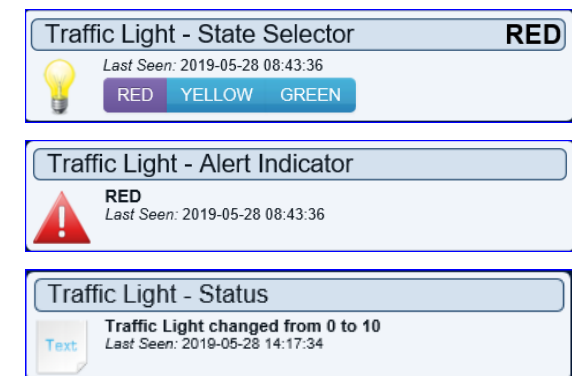 Traffic Light - State Selector RED
Last Seen: 2019-05-28 08:43:36
RED YELLOW GREEN
Traffic Light - Alert Indicator
RED
Last Seen: 2019-05-28 08:43:36
Traffic Light - Status
Traffic Light changed from 0 to 10
Text
Last Seen: 2019-05-28 14:17:34